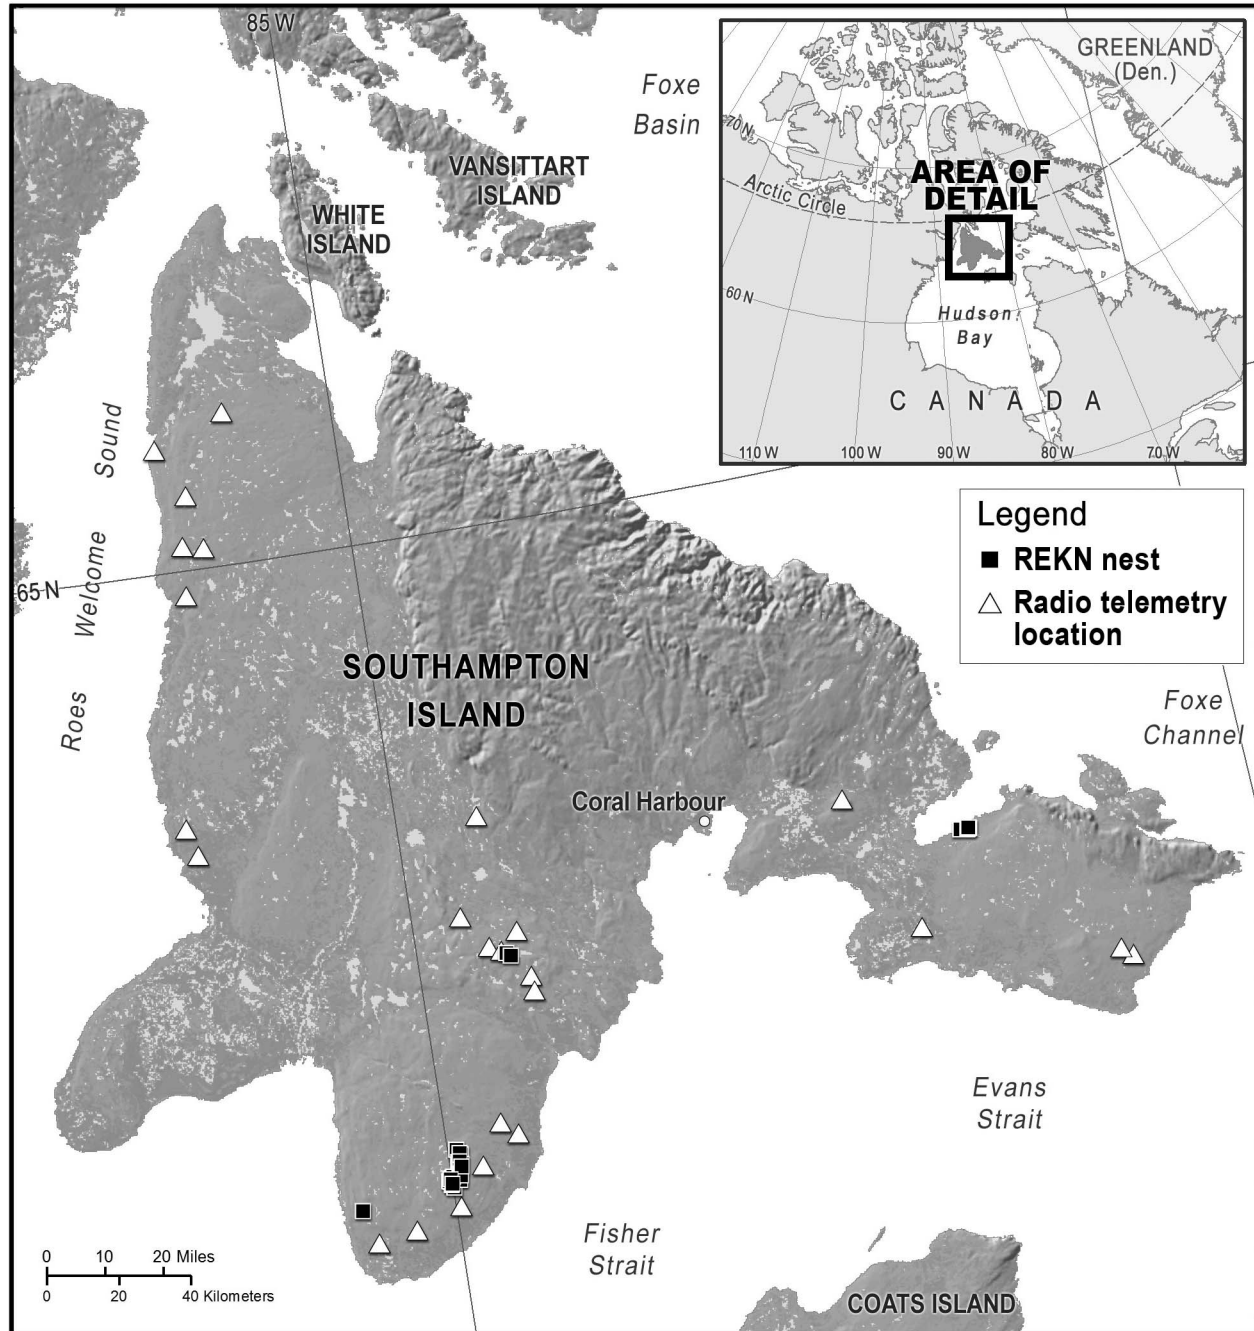 85 W
Foxe
Basin
VANSITTART
ISLAND
WHITE
ISLAND
GREENLAND
(Den.)
70 N
AREA OF
DETAIL
Arctic Circle
60 N
Hudson
Bay
C A N A D A
110 W
100 W
90 W
80 W
70 W
Roes Welcome Sound
65 N
Legend
REKN nest
Radio telemetry
location
SOUTHAMPTON
ISLAND
Foxe
Channel
Coral Harbour
Evans
Strait
Fisher
Strait
COATS ISLAND
0 10 20 Miles
0 20 40 Kilometers